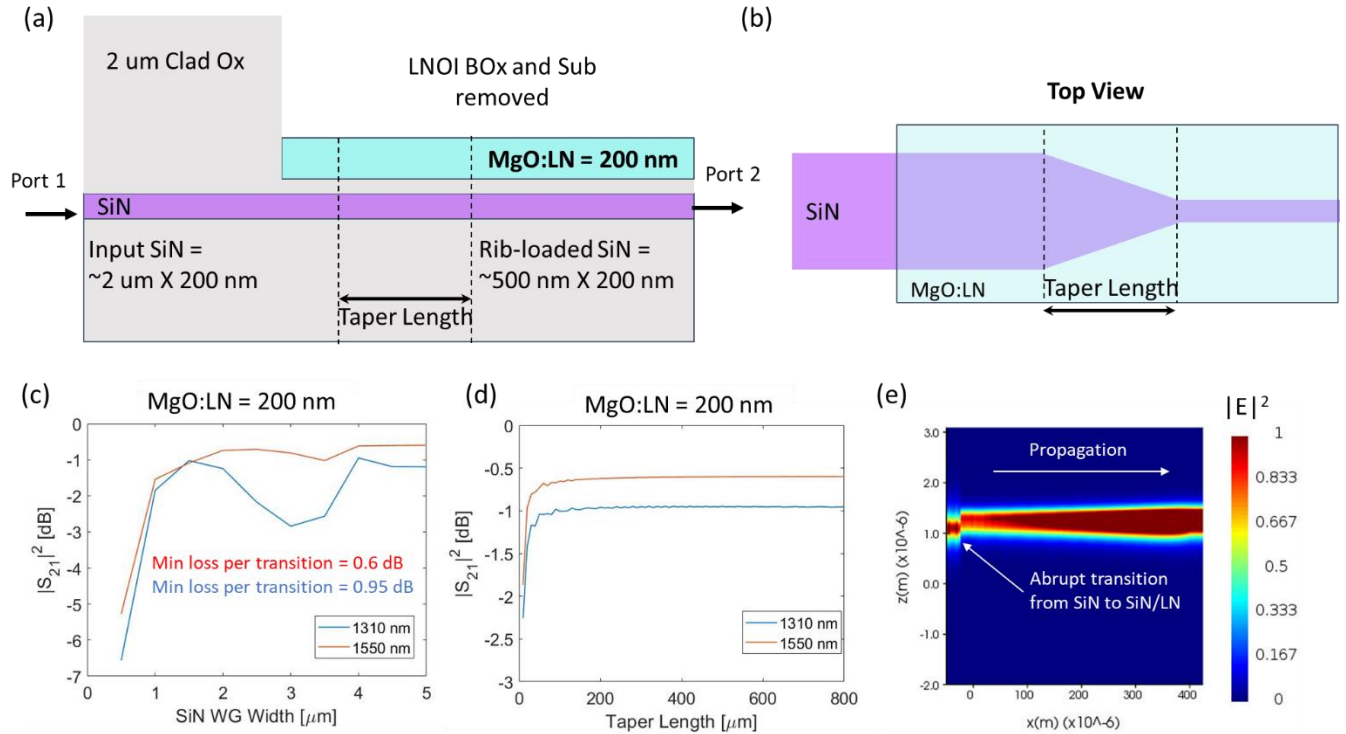 (a)
2 um Clad Ox
LNOI BOx and Sub
removed
MgO:LN = 200 nm
Port 1
Port 2
SiN
Input SiN =
~2 um X 200 nm
Rib-loaded SiN =
~500 nm X 200 nm
Taper Length
(b)
Top View
SiN
MgO:LN
Taper Length
(c)
MgO:LN = 200 nm
|S21|² [dB]
0
-1
-2
-3
-4
-5
-6
-7
Min loss per transition = 0.6 dB
Min loss per transition = 0.95 dB
1310 nm
1550 nm
0 1 2 3 4 5
SiN WG Width [μm]
(d)
MgO:LN = 200 nm
|S21|² [dB]
0
-0.5
-1
-1.5
-2
-2.5
-3
1310 nm
1550 nm
0 200 400 600 800
Taper Length [μm]
(e)
|E|²
3.1
2.0
1.0
0.0
-1.0
-2.0
z(m) (x10^-6)
Propagation
Abrupt transition
from SiN to SiN/LN
0 100 200 300 400
x(m) (x10^-6)
1
0.833
0.667
0.5
0.333
0.167
0